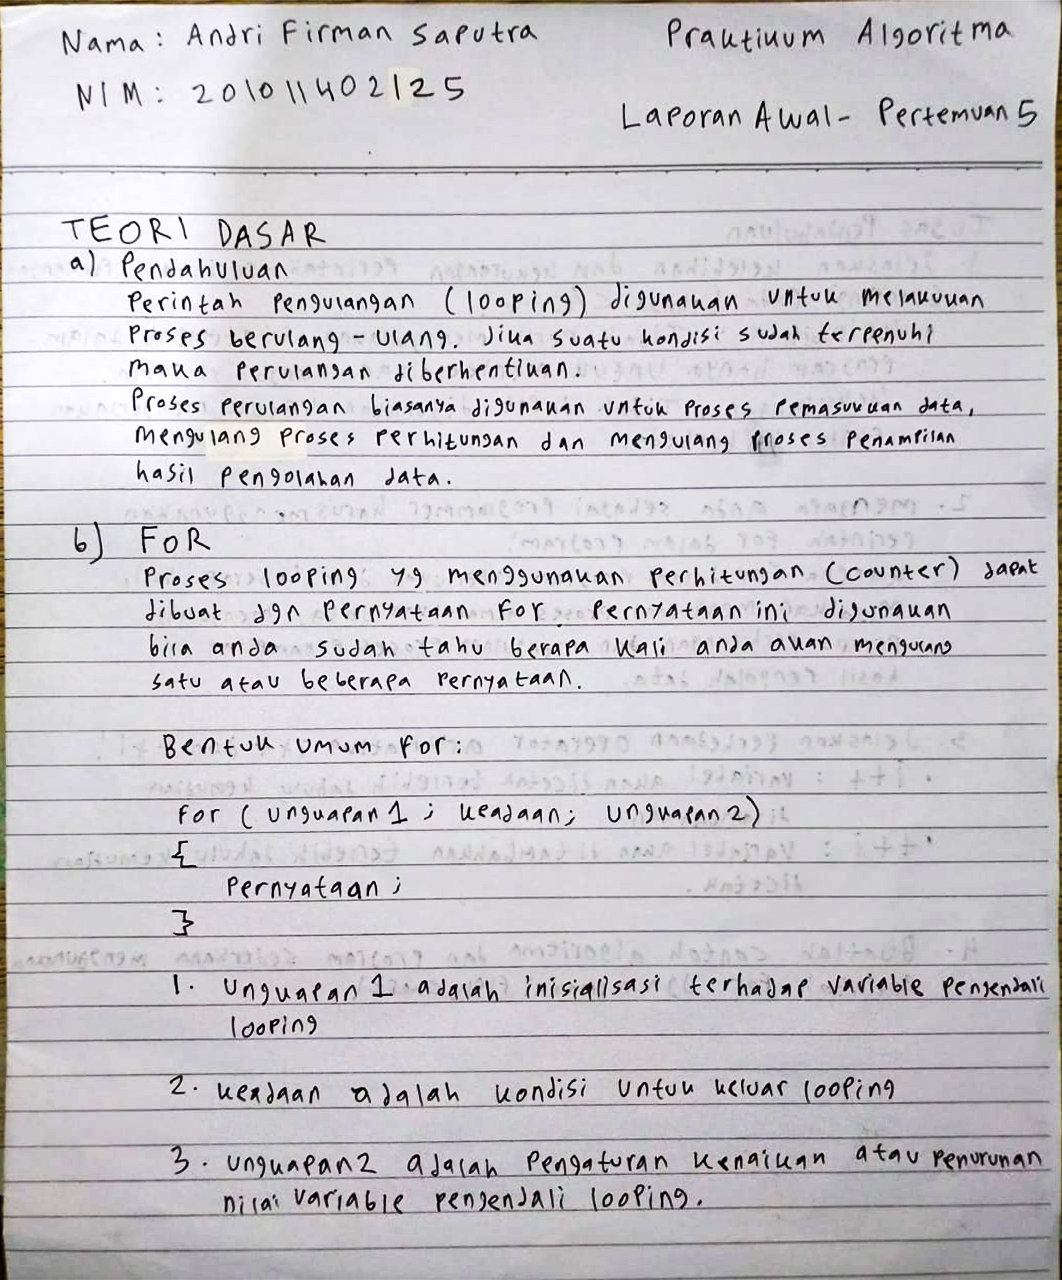 Nama : Andri Firman Saputra
Praktikum Algoritma
NIM : 201011402125
Laporan Awal - Pertemuan 5
TEORI DASAR
a) Pendahuluan
Perintah Pengulangan (looping) digunakan untuk melakukan
Proses berulang-ulang. Jika suatu kondisi sudah terpenuhi
maka perulangan diberhentikan.
Proses perulangan biasanya digunakan untuk proses pemasukan data,
mengulang proses perhitungan dan mengulang proses penampilan
hasil pengolahan data.
b) FOR
Proses looping yg menggunakan perhitungan (counter) dapat
dibuat dgn pernyataan for pernyataan ini digunakan
bila anda sudah tahu berapa kali anda akan mengulang
satu atau beberapa pernyataan.
Bentuk umum for :
for ( ungkapan 1 ; keadaan ; ungkapan 2 )
{
Pernyataan ;
}
1. ungkapan 1 adalah inisialisasi terhadap variable pengendali
looping
2. keadaan adalah kondisi untuk keluar looping
3. ungkapan 2 adalah pengaturan kenaikan atau penurunan
nilai variable pengendali looping.